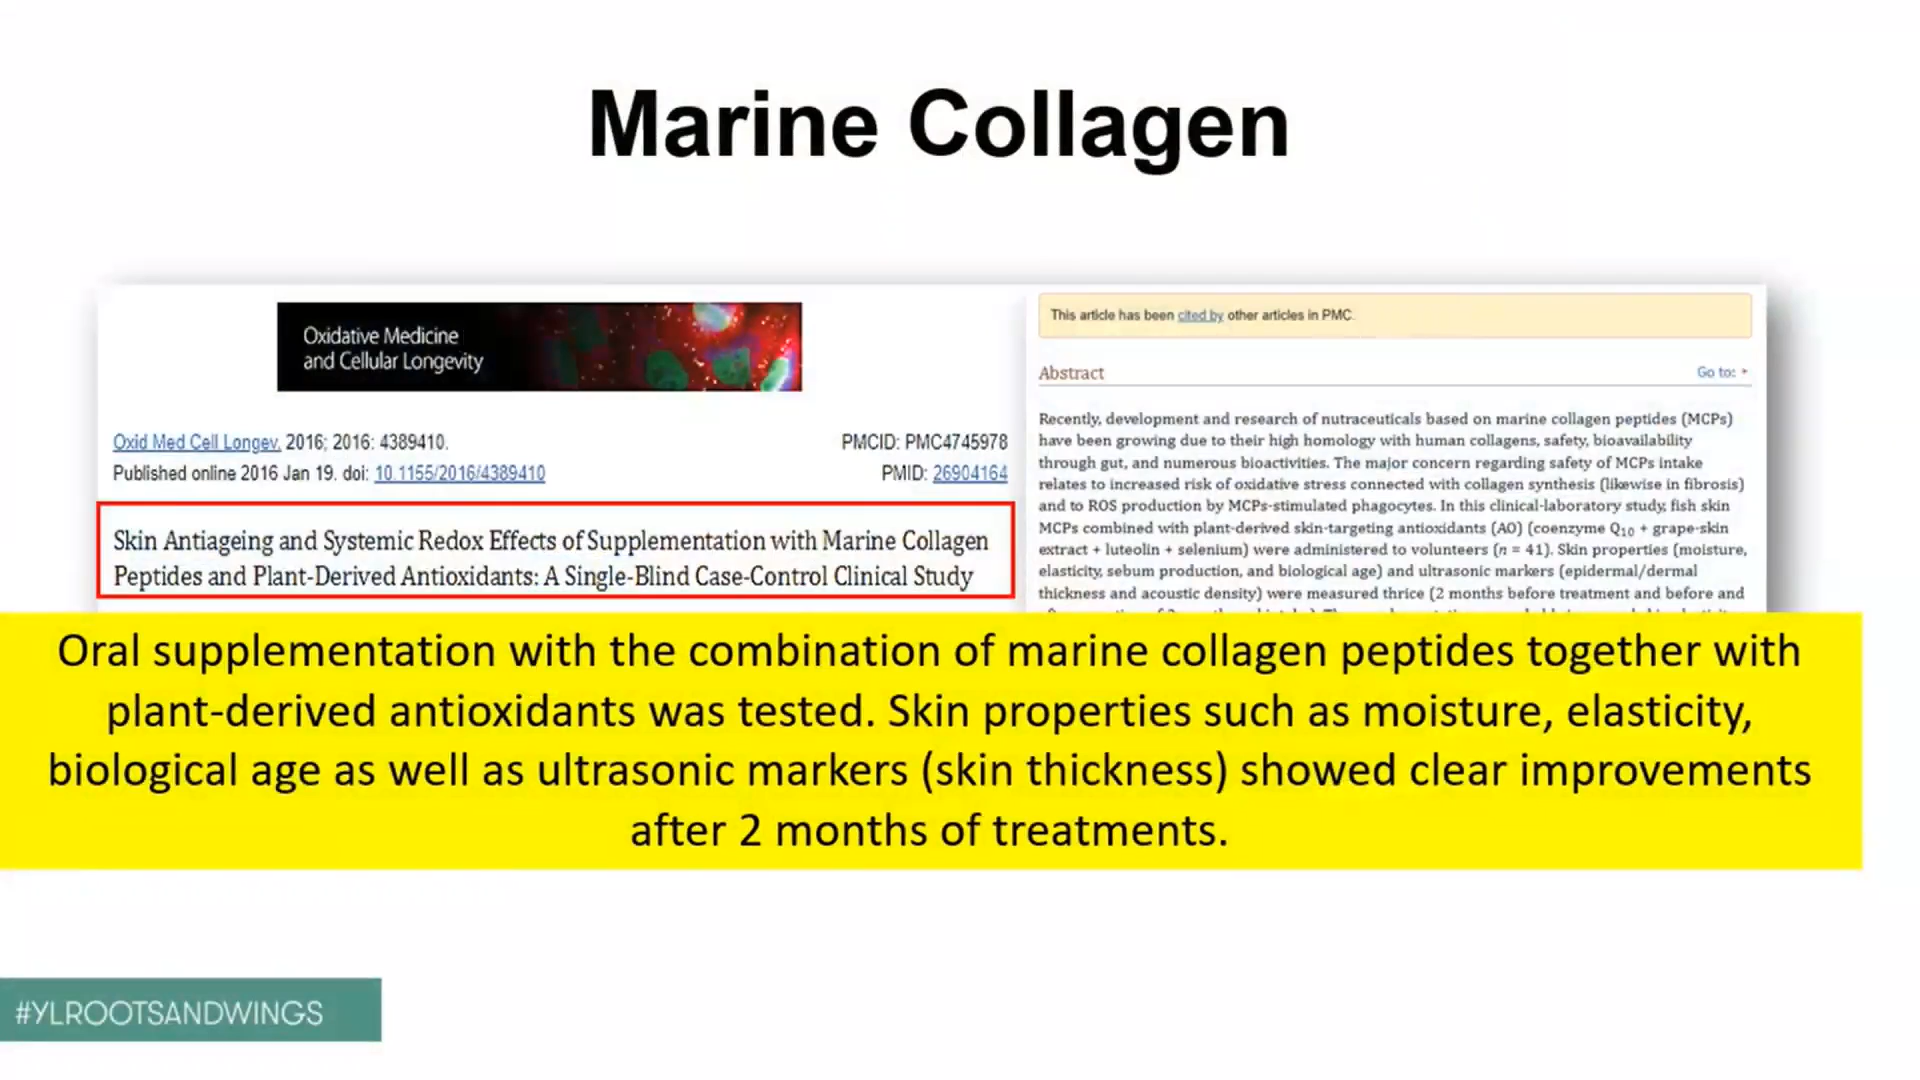 Marine Collagen
Oxidative Medicine
and Cellular Longevity
Oxid Med Cell Longev. 2016; 2016: 4389410.
PMCID: PMC4745978
Published online 2016 Jan 19. doi: 10.1155/2016/4389410
PMID: 26904164
Skin Antiageing and Systemic Redox Effects of Supplementation with Marine Collagen
Peptides and Plant-Derived Antioxidants: A Single-Blind Case-Control Clinical Study
This article has been cited by other articles in PMC.
Abstract
Go to:
Recently, development and research of nutraceuticals based on marine collagen peptides (MCPs)
have been growing due to their high homology with human collagens, safety, bioavailability
through gut, and numerous bioactivities. The major concern regarding safety of MCPs intake
relates to increased risk of oxidative stress connected with collagen synthesis (likewise in fibrosis)
and to ROS production by MCPs-stimulated phagocytes. In this clinical-laboratory study, fish skin
MCPs combined with plant-derived skin-targeting antioxidants (AO) (coenzyme Q10 + grape-skin
extract + luteolin + selenium) were administered to volunteers (n = 41). Skin properties (moisture,
elasticity, sebum production, and biological age) and ultrasonic markers (epidermal/dermal
thickness and acoustic density) were measured thrice (2 months before treatment and before and
Oral supplementation with the combination of marine collagen peptides together with
plant-derived antioxidants was tested. Skin properties such as moisture, elasticity,
biological age as well as ultrasonic markers (skin thickness) showed clear improvements
after 2 months of treatments.
#YLROOTSANDWINGS